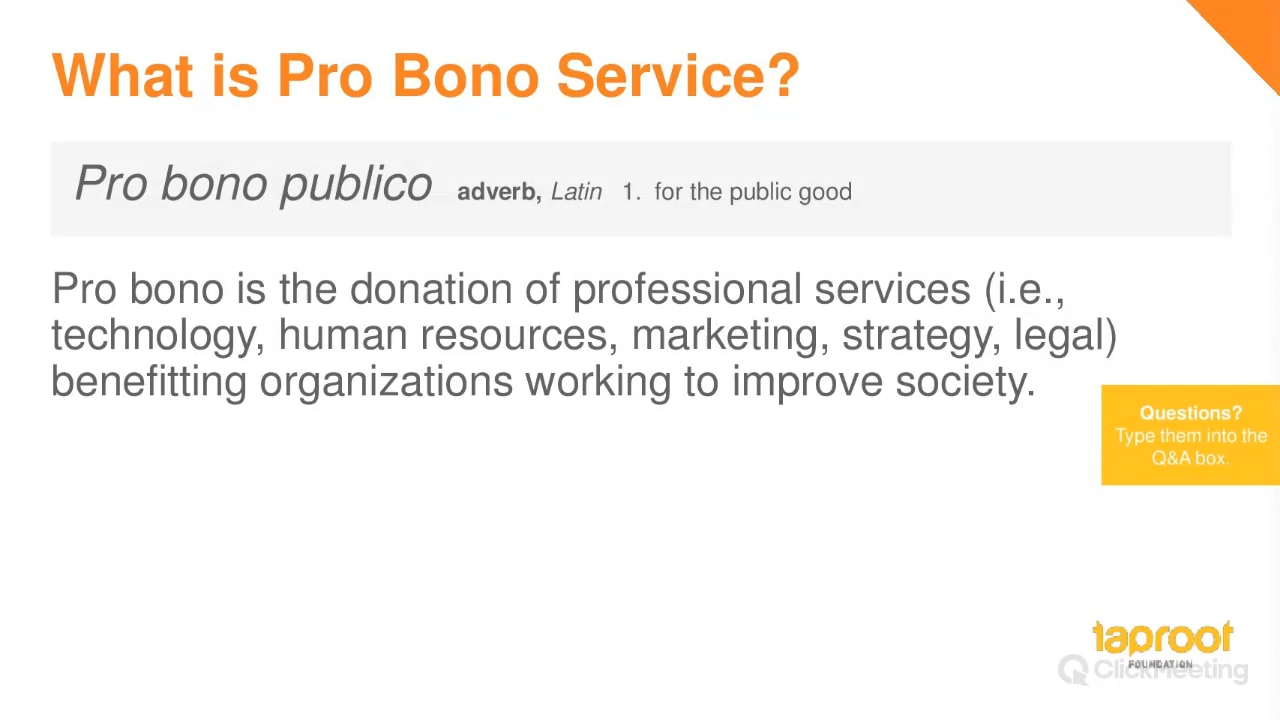 What is Pro Bono Service?
Pro bono publico adverb, Latin 1. for the public good
Pro bono is the donation of professional services (i.e.,
technology, human resources, marketing, strategy, legal)
benefitting organizations working to improve society.
Questions?
Type them into the
Q&A box.
taproot
FOUNDATION
ClickMeeting